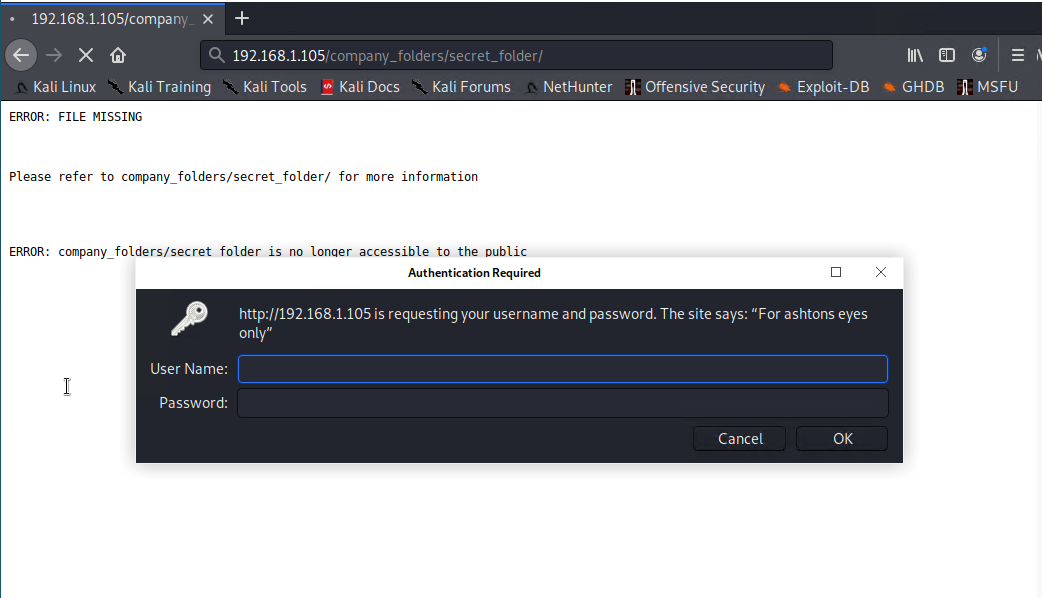 192.168.1.105/company_
192.168.1.105/company_folders/secret_folder/
Kali Linux Kali Training Kali Tools Kali Docs Kali Forums NetHunter Offensive Security Exploit-DB GHDB MSFU
ERROR: FILE MISSING
Please refer to company_folders/secret_folder/ for more information
ERROR: company_folders/secret_folder is no longer accessible to the public
Authentication Required
http://192.168.1.105 is requesting your username and password. The site says: “For ashtons eyes
only”
User Name:
Password:
Cancel OK